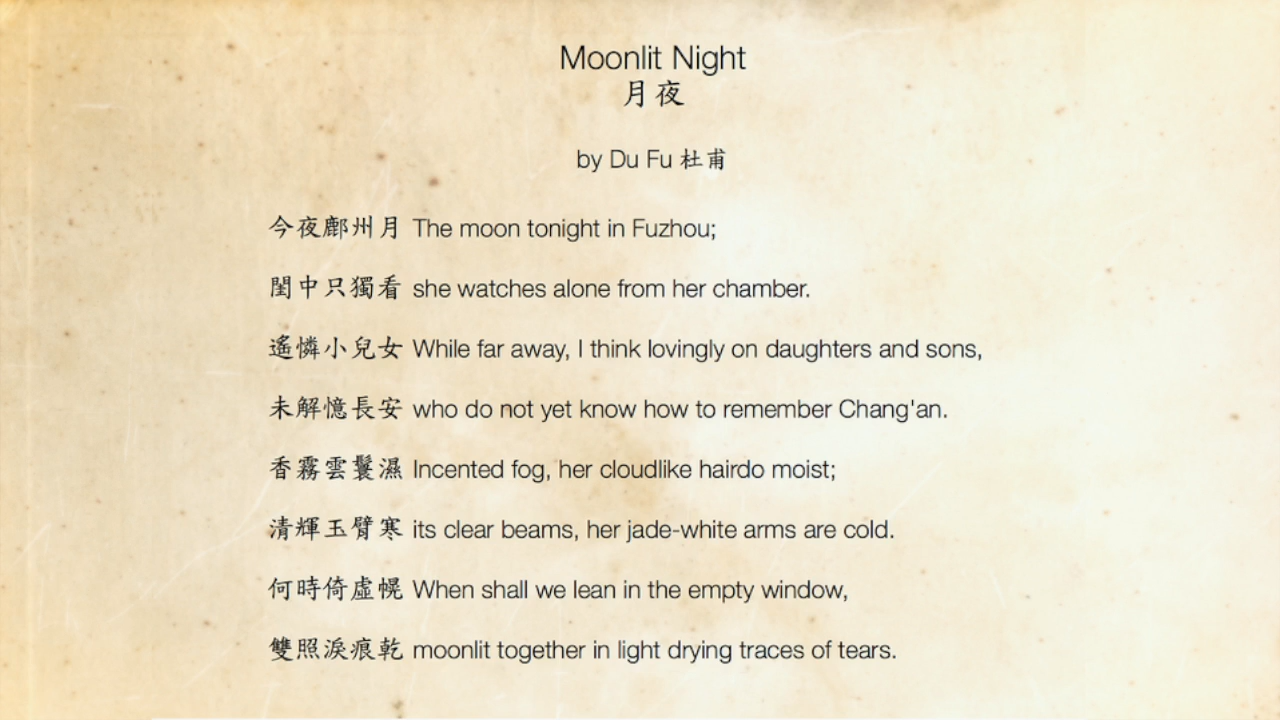 Moonlit Night
月夜
by Du Fu 杜甫
今夜鄜州月 The moon tonight in Fuzhou;
閨中只獨看 she watches alone from her chamber.
遙憐小兒女 While far away, I think lovingly on daughters and sons,
未解憶長安 who do not yet know how to remember Chang'an.
香霧雲鬟濕 Incented fog, her cloudlike hairdo moist;
清輝玉臂寒 its clear beams, her jade-white arms are cold.
何時倚虛幌 When shall we lean in the empty window,
雙照淚痕乾 moonlit together in light drying traces of tears.